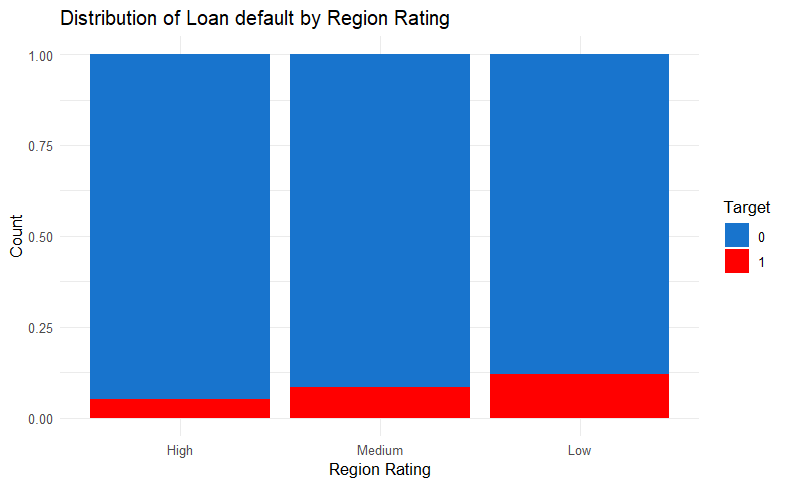 Distribution of Loan default by Region Rating
1.00
0.75
0.50
0.25
0.00
Count
High Medium Low
Region Rating
Target
0
1